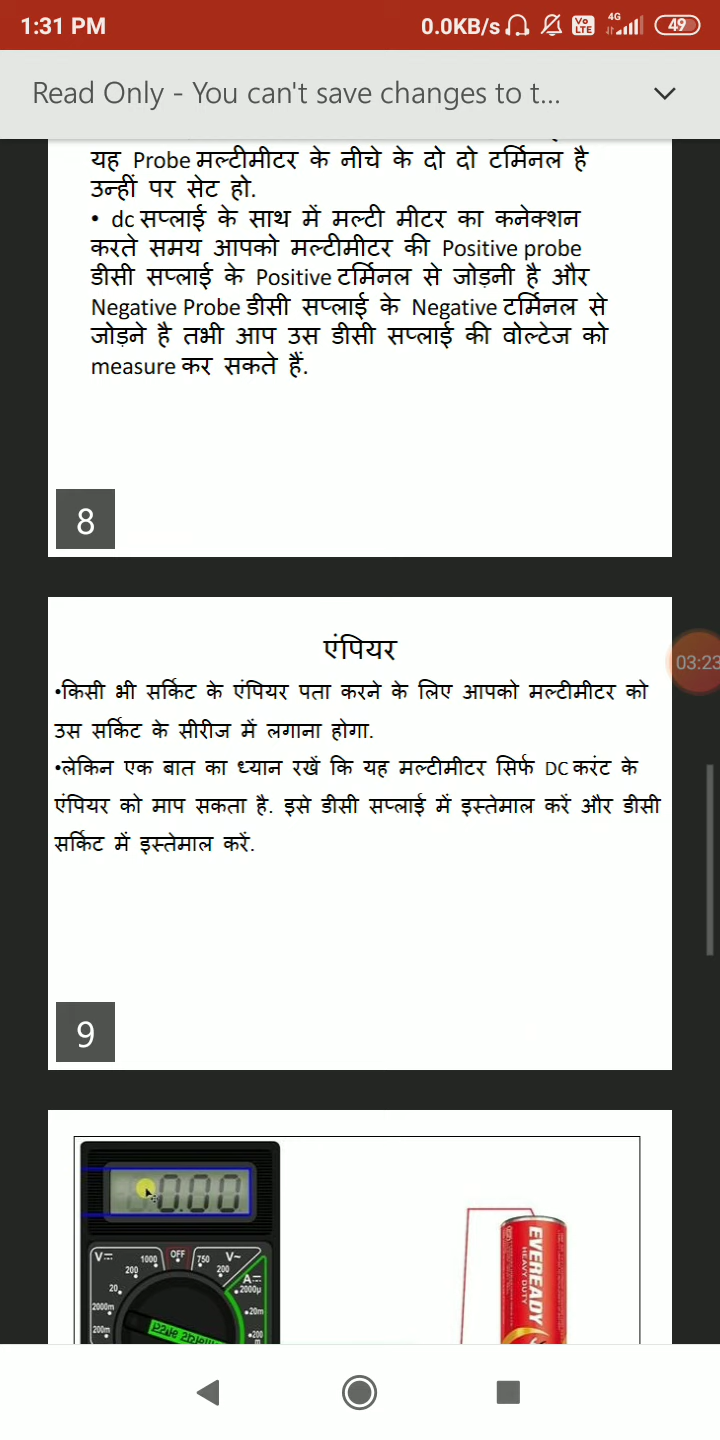 1:31 PM
0.0KB/s
Vo LTE
4G
49
Read Only - You can't save changes to t...
यह Probe मल्टीमीटर के नीचे के दो दो टर्मिनल है
उन्हीं पर सेट हो.
• dc सप्लाई के साथ में मल्टी मीटर का कनेक्शन
करते समय आपको मल्टीमीटर की Positive probe
डीसी सप्लाई के Positive टर्मिनल से जोड़नी है और
Negative Probe डीसी सप्लाई के Negative टर्मिनल से
जोड़ने है तभी आप उस डीसी सप्लाई की वोल्टेज को
measure कर सकते हैं.
8
एंपियर
•किसी भी सर्किट के एंपियर पता करने के लिए आपको मल्टीमीटर को
उस सर्किट के सीरीज में लगाना होगा.
03:23
•लेकिन एक बात का ध्यान रखें कि यह मल्टीमीटर सिर्फ DC करंट के
एंपियर को माप सकता है. इसे डीसी सप्लाई में इस्तेमाल करें और डीसी
सर्किट में इस्तेमाल करें.
9
0.00
V⎓ 1000 OFF 750 V~
200 200
A⎓
20 2000µ
2000m 20m
200m 200m
EVEREADY
HEAVY DUTY